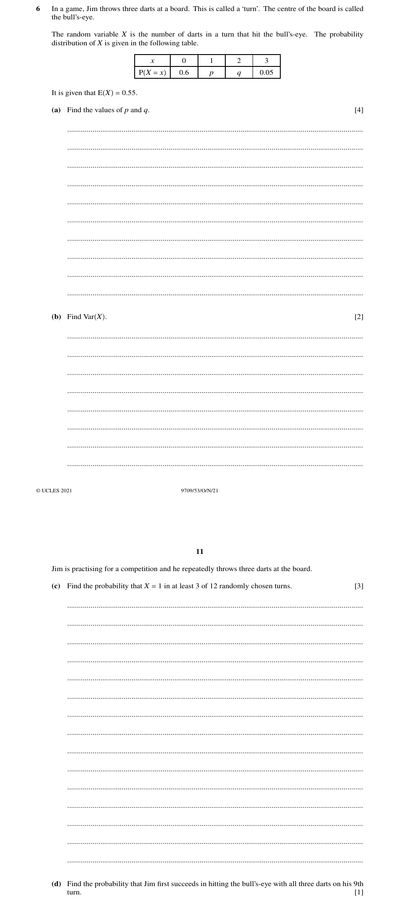 6 In a game, Jim throws three darts at a board. This is called a 'turn'. The centre of the board is called
the bull's-eye.
The random variable X is the number of darts in a turn that hit the bull's-eye. The probability
distribution of X is given in the following table.
x 0 1 2 3
P(X = x) 0.6 p q 0.05
It is given that E(X) = 0.55.
(a) Find the values of p and q. [4]
(b) Find Var(X). [2]
© UCLES 2021 9709/53/O/N/21
11
Jim is practising for a competition and he repeatedly throws three darts at the board.
(c) Find the probability that X = 1 in at least 3 of 12 randomly chosen turns. [3]
(d) Find the probability that Jim first succeeds in hitting the bull's-eye with all three darts on his 9th
turn. [1]